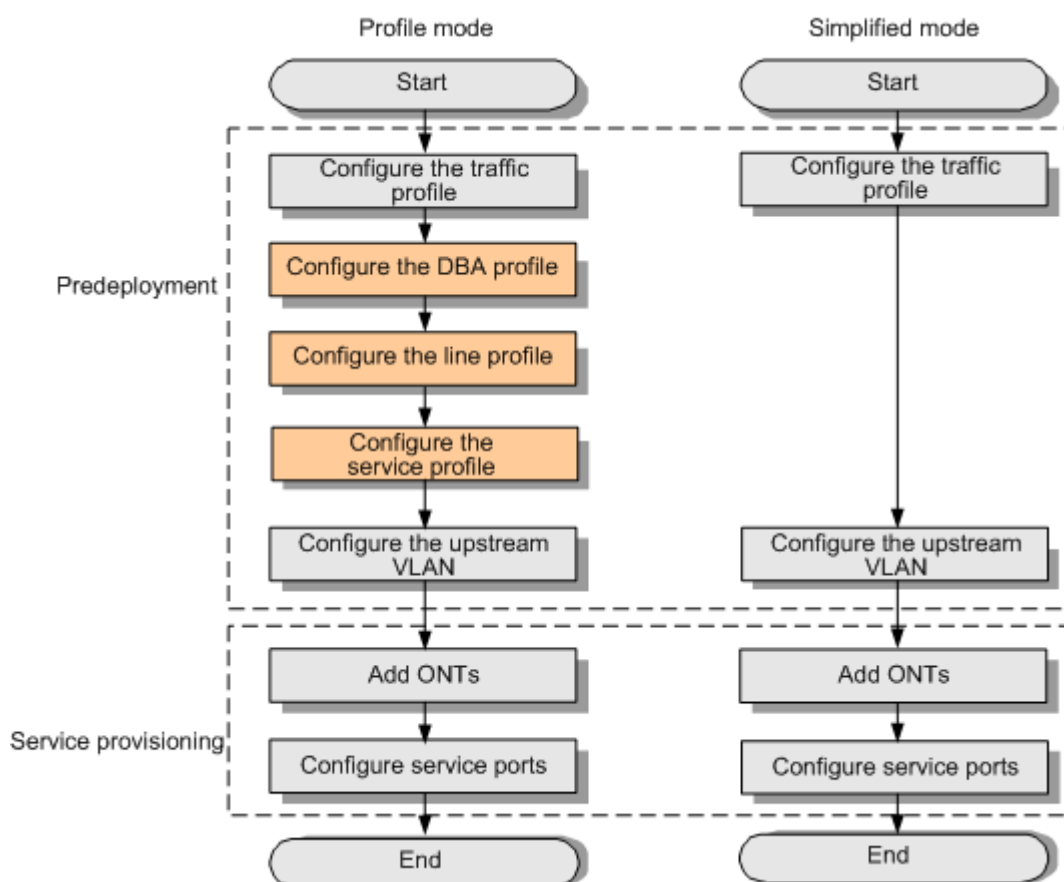 Profile mode
Simplified mode
Start
Start
Configure the traffic
profile
Configure the traffic
profile
Configure the DBA profile
Predeployment
Configure the line profile
Configure the
service profile
Configure the upstream
VLAN
Configure the upstream
VLAN
Add ONTs
Add ONTs
Service provisioning
Configure service ports
Configure service ports
End
End